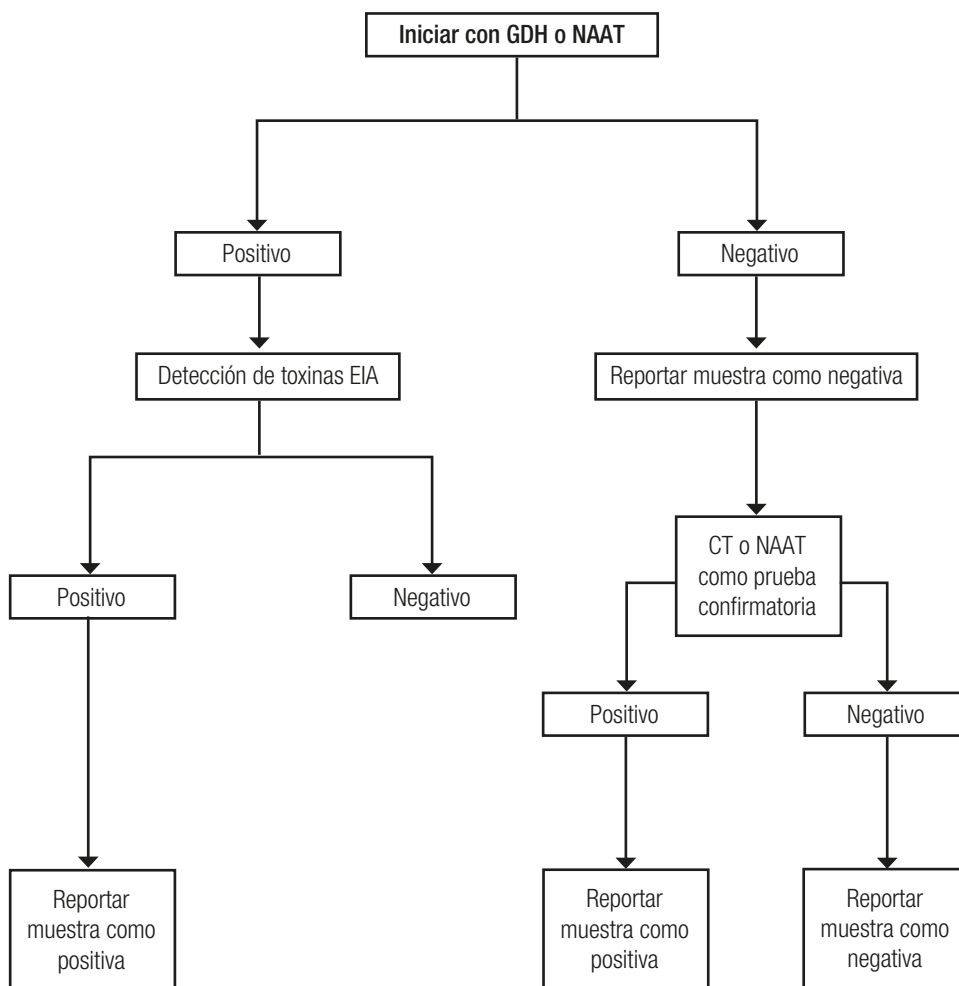 Iniciar con GDH o NAAT
Positivo
Negativo
Detección de toxinas EIA
Reportar muestra como negativa
CT o NAAT
como prueba
confirmatoria
Positivo
Negativo
Positivo
Negativo
Reportar
muestra como
positiva
Reportar
muestra como
positiva
Reportar
muestra como
negativa